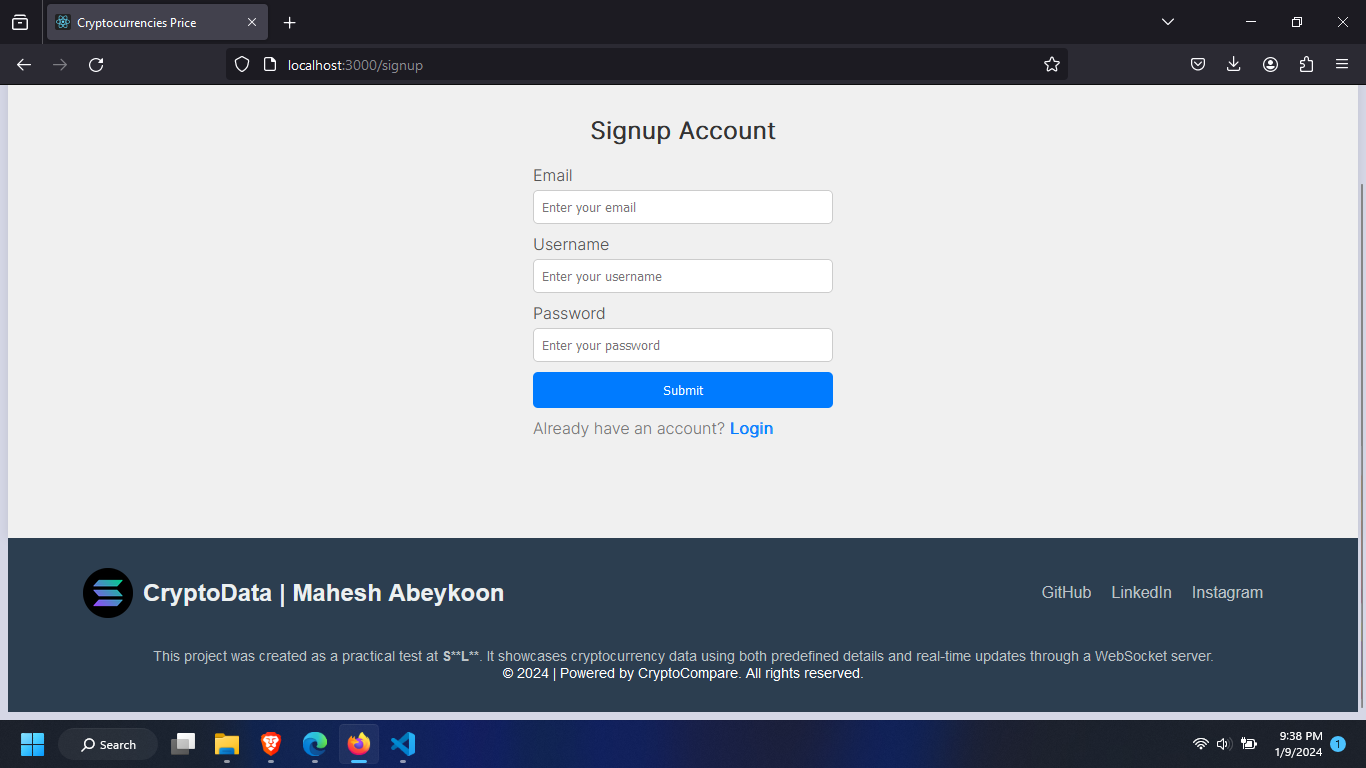 Cryptocurrencies Price
localhost:3000/signup
Signup Account
Email
Enter your email
Username
Enter your username
Password
Enter your password
Submit
Already have an account? Login
CryptoData | Mahesh Abeykoon
GitHub LinkedIn Instagram
This project was created as a practical test at S**L**. It showcases cryptocurrency data using both predefined details and real-time updates through a WebSocket server.
© 2024 | Powered by CryptoCompare. All rights reserved.
Search
9:38 PM
1/9/2024
1